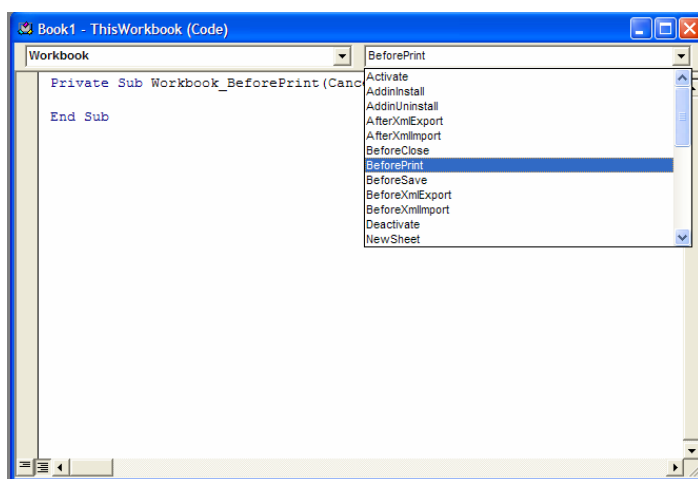 Book1 - ThisWorkbook (Code)
Workbook
BeforePrint
Private Sub Workbook_BeforePrint(Canc
End Sub
Activate
AddinInstall
AddinUninstall
AfterXmlExport
AfterXmlImport
BeforeClose
BeforePrint
BeforeSave
BeforeXmlExport
BeforeXmlImport
Deactivate
NewSheet